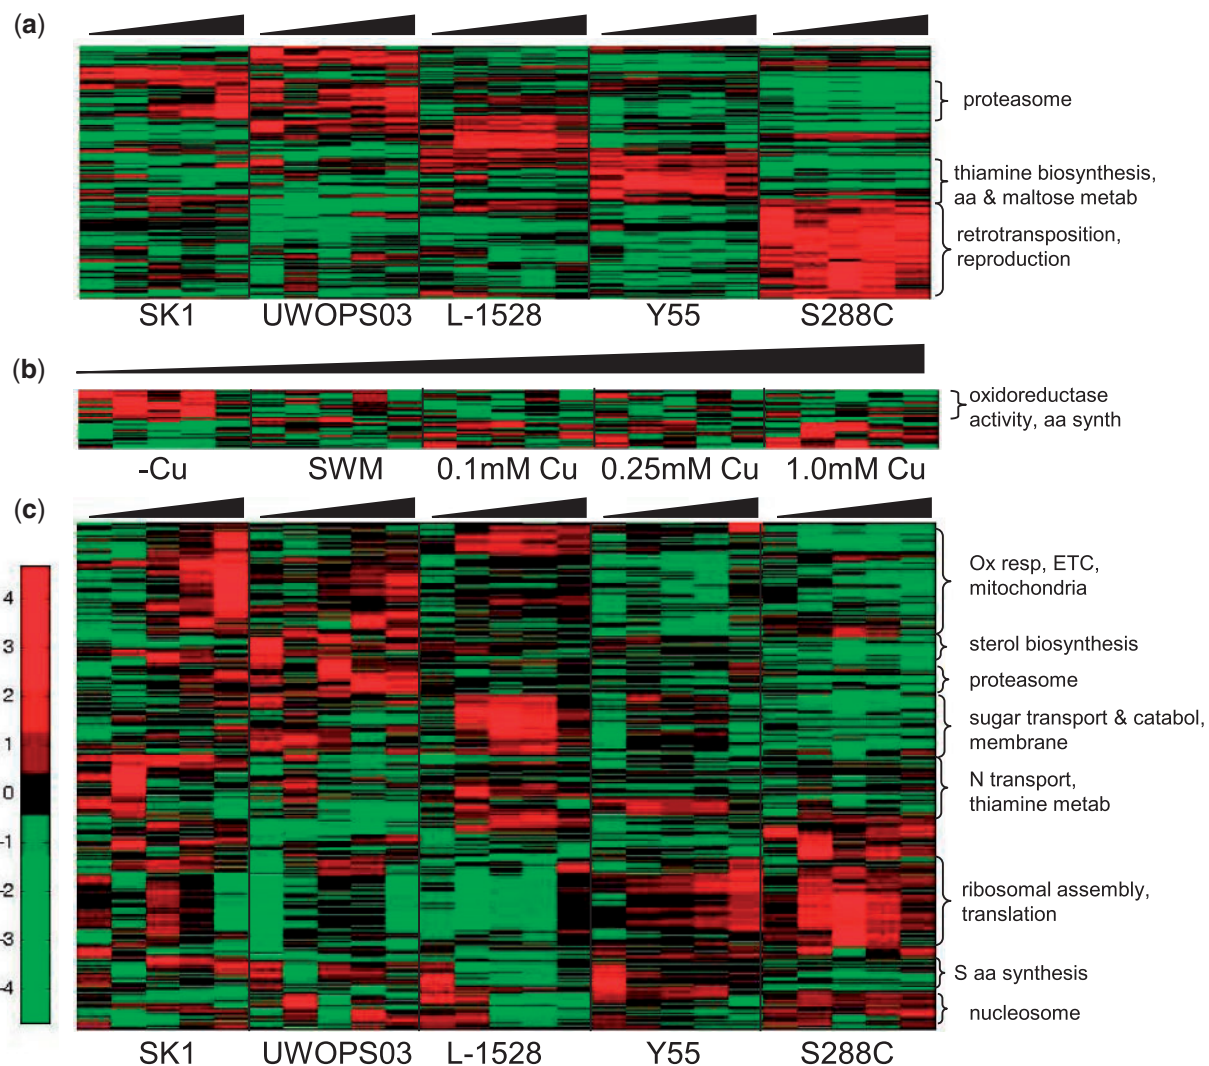 (a)
proteasome
thiamine biosynthesis,
aa & maltose metab
retrotransposition,
reproduction
SK1 UWOPS03 L-1528 Y55 S288C
(b)
oxidoreductase
activity, aa synth
-Cu SWM 0.1mM Cu 0.25mM Cu 1.0mM Cu
(c)
Ox resp, ETC,
mitochondria
sterol biosynthesis
proteasome
sugar transport & catabol,
membrane
N transport,
thiamine metab
ribosomal assembly,
translation
S aa synthesis
nucleosome
4
3
2
1
0
-1
-2
-3
-4
SK1 UWOPS03 L-1528 Y55 S288C